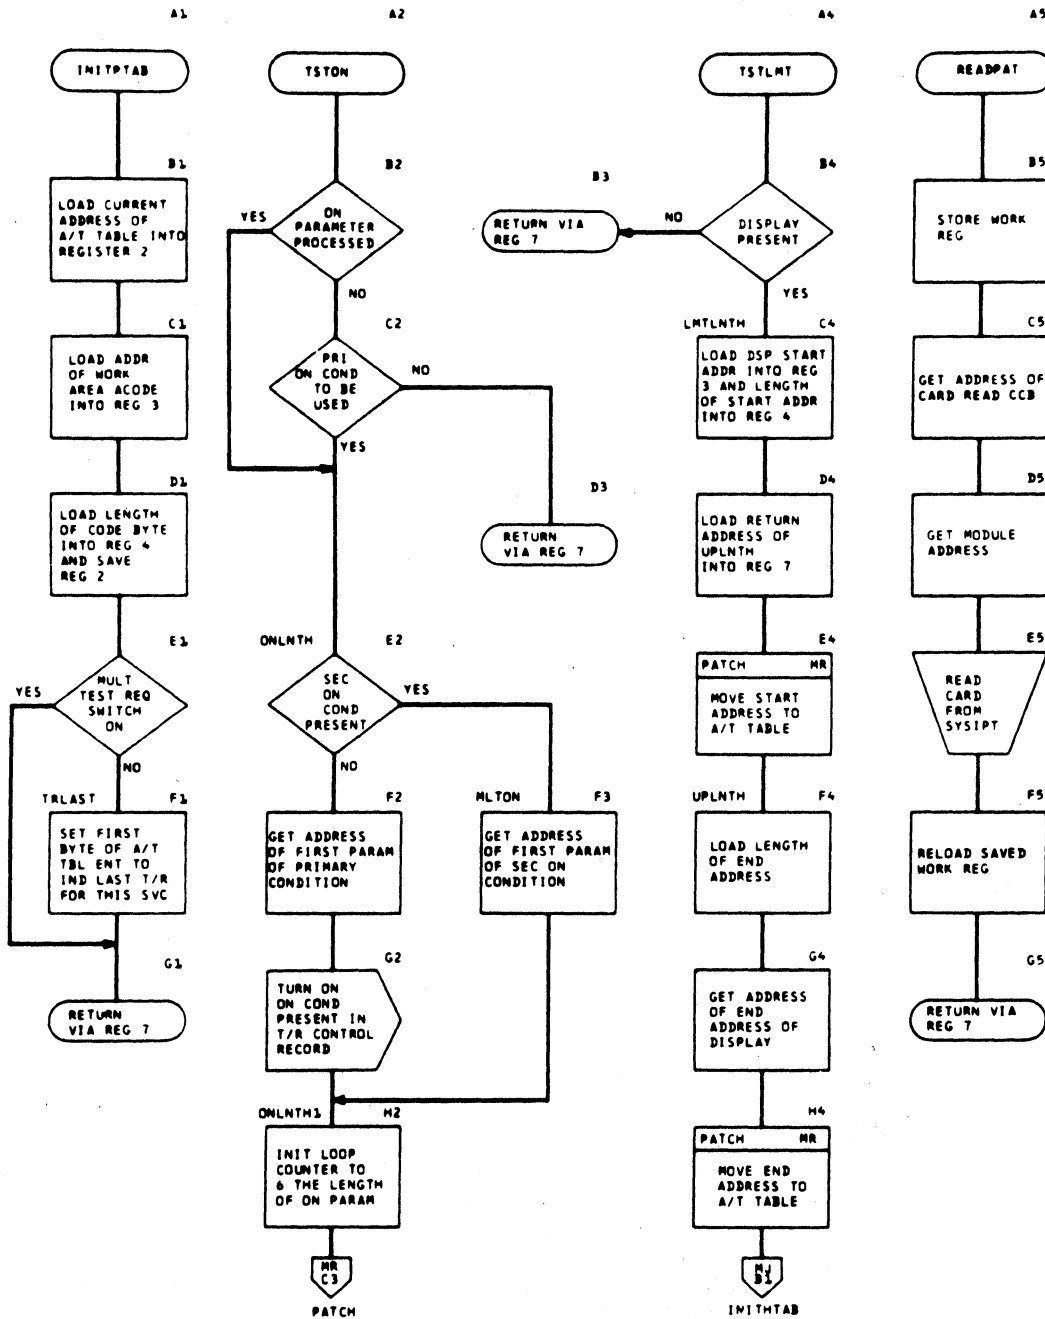 A1
INITPTAB
B1
LOAD CURRENT
ADDRESS OF
A/T TABLE INTO
REGISTER 2
C1
LOAD ADDR
OF WORK
AREA ACODE
INTO REG 3
D1
LOAD LENGTH
OF CODE BYTE
INTO REG 4
AND SAVE
REG 2
E1
MULT
TEST REQ
SWITCH
ON
YES
NO
TRLAST
F1
SET FIRST
BYTE OF A/T
TBL ENT TO
IND LAST T/R
FOR THIS SVC
G1
RETURN
VIA REG 7
A2
TSTON
B2
ON
PARAMETER
PROCESSED
YES
NO
C2
PRI
ON COND
TO BE
USED
NO
YES
D3
RETURN
VIA REG 7
ONLNTH
E2
SEC
ON
COND
PRESENT
YES
NO
F2
GET ADDRESS
OF FIRST PARAM
OF PRIMARY
CONDITION
MLTON
F3
GET ADDRESS
OF FIRST PARAM
OF SEC ON
CONDITION
G2
TURN ON
ON COND
PRESENT IN
T/R CONTROL
RECORD
ONLNTH1
H2
INIT LOOP
COUNTER TO
6 THE LENGTH
OF ON PARAM
MR
C3
PATCH
A4
TSTLMT
B4
DISPLAY
PRESENT
NO
B3
RETURN VIA
REG 7
YES
LMTLNTH
C4
LOAD DSP START
ADDR INTO REG
3 AND LENGTH
OF START ADDR
INTO REG 4
D4
LOAD RETURN
ADDRESS OF
UPLNTH
INTO REG 7
E4
PATCH MR
MOVE START
ADDRESS TO
A/T TABLE
UPLNTH
F4
LOAD LENGTH
OF END
ADDRESS
G4
GET ADDRESS
OF END
ADDRESS OF
DISPLAY
H4
PATCH MR
MOVE END
ADDRESS TO
A/T TABLE
MJ
B1
INITHTAB
A5
READPAT
B5
STORE WORK
REG
C5
GET ADDRESS OF
CARD READ CCB
D5
GET MODULE
ADDRESS
E5
READ
CARD
FROM
SYSIPT
F5
RELOAD SAVED
WORK REG
G5
RETURN VIA
REG 7